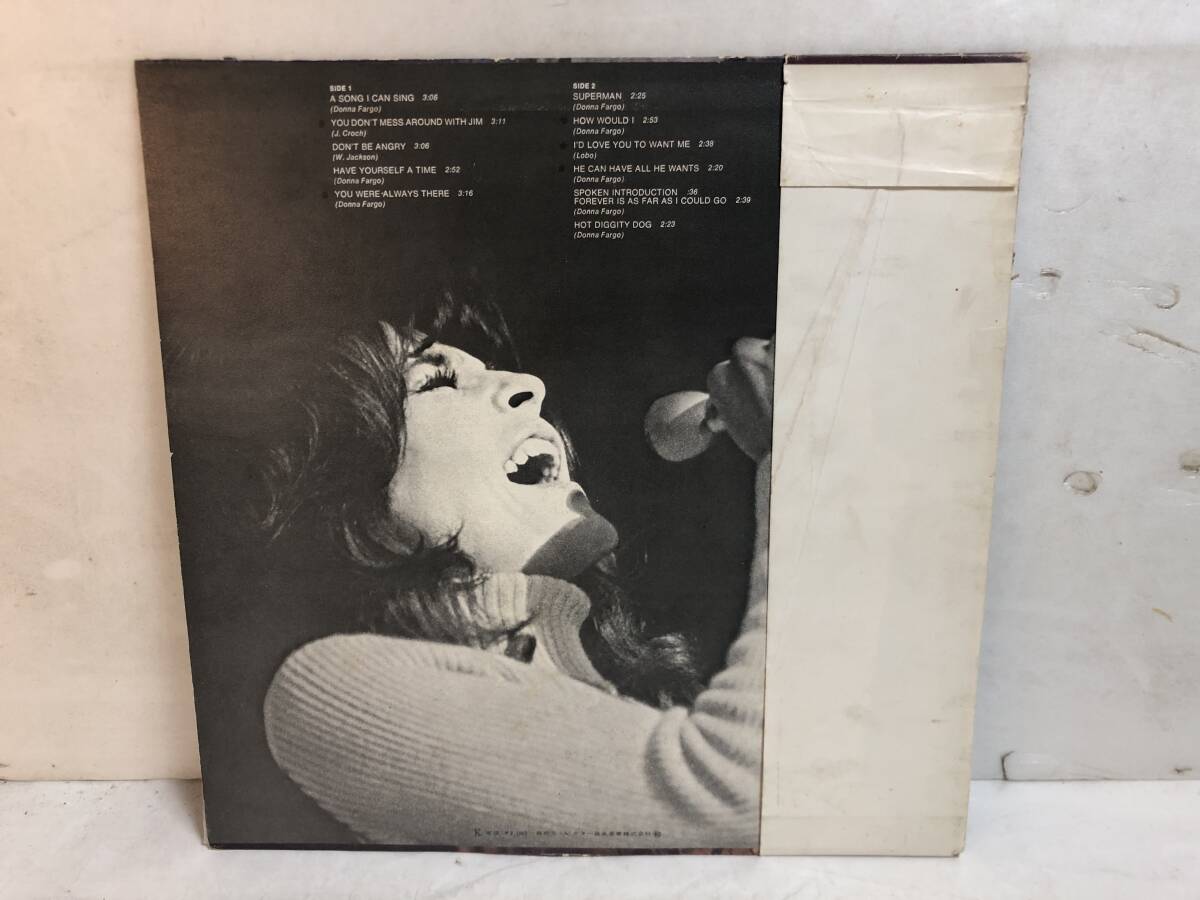 SIDE 1
A SONG I CAN SING 3:06
(Donna Fargo)
YOU DON'T MESS AROUND WITH JIM 3:11
(J. Croch)
DON'T BE ANGRY 3:06
(W. Jackson)
HAVE YOURSELF A TIME 2:52
(Donna Fargo)
YOU WERE ALWAYS THERE 3:16
(Donna Fargo)
SIDE 2
SUPERMAN 2:25
(Donna Fargo)
HOW WOULD I 2:53
(Donna Fargo)
I'D LOVE YOU TO WANT ME 2:38
(Lobo)
HE CAN HAVE ALL HE WANTS 2:20
(Donna Fargo)
SPOKEN INTRODUCTION :36
FOREVER IS AS FAR AS I COULD GO 2:39
(Donna Fargo)
HOT DIGGITY DOG 2:23
(Donna Fargo)